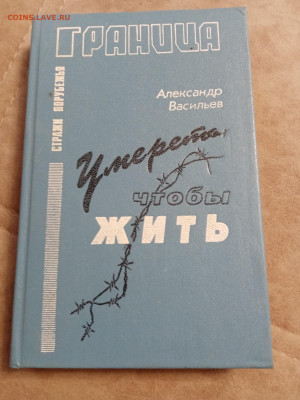 COINS.LAVE.RU
ГРАНИЦА
СТРАЖИ ПОРУБЕЖЬЯ
Александр
Васильев
Умереть,
чтобы
ЖИТЬ